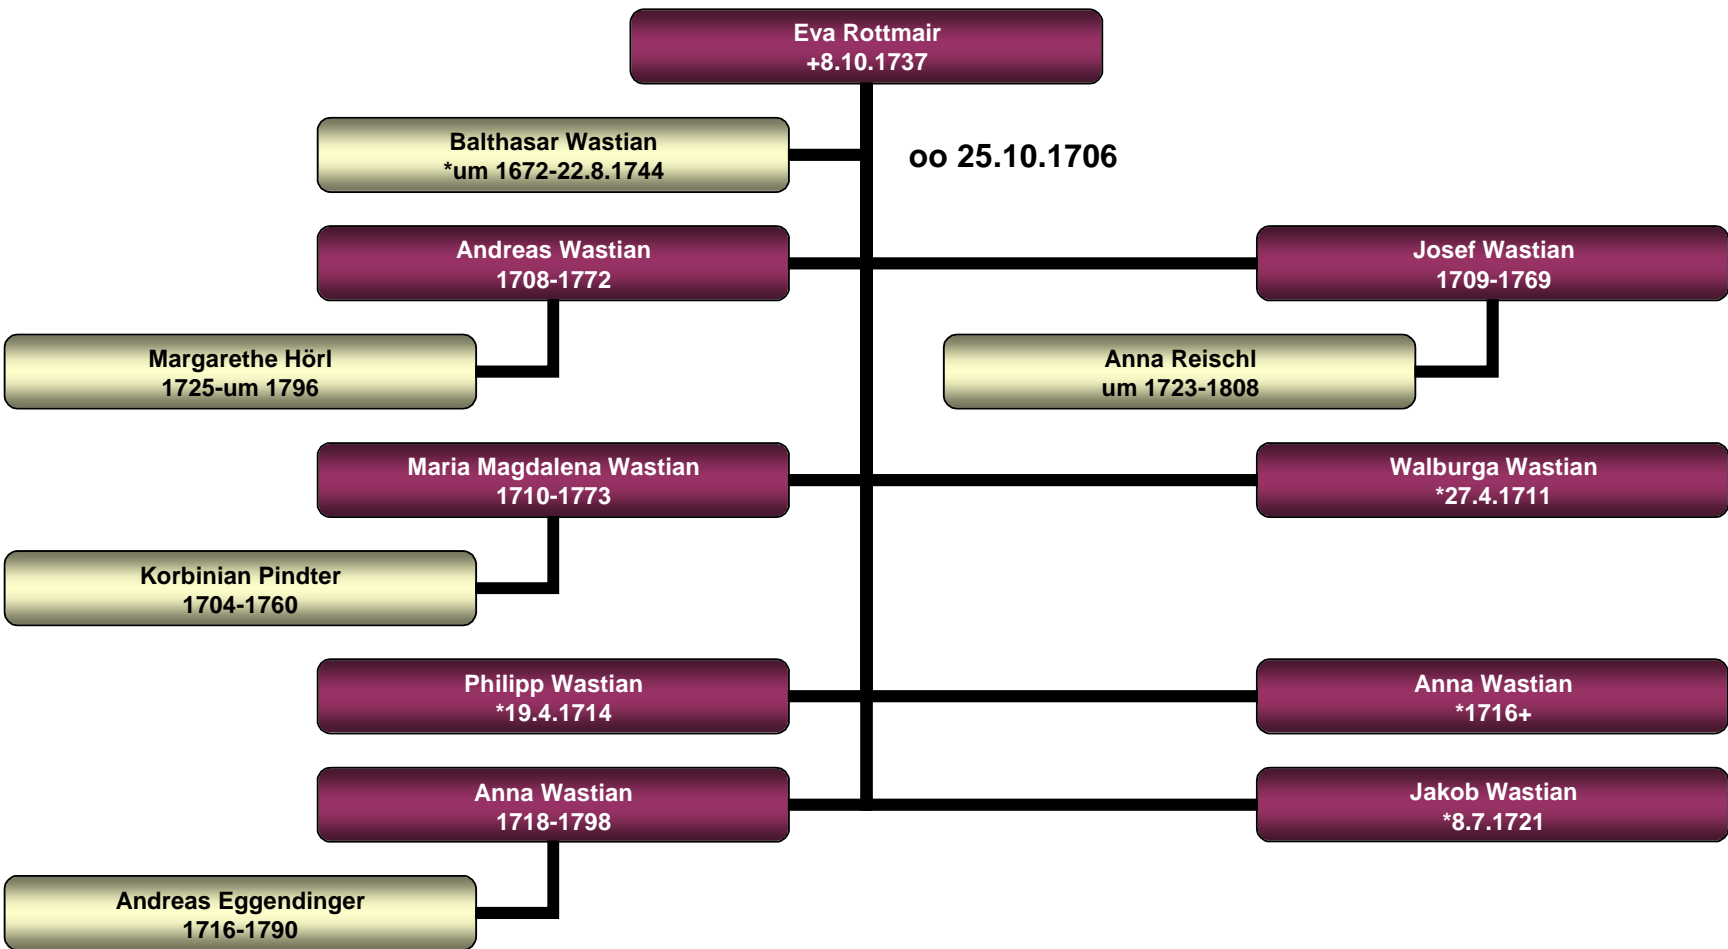 Eva Rottmair
+8.10.1737
Balthasar Wastian
*um 1672-22.8.1744
oo 25.10.1706
Andreas Wastian
1708-1772
Josef Wastian
1709-1769
Margarethe Hörl
1725-um 1796
Anna Reischl
um 1723-1808
Maria Magdalena Wastian
1710-1773
Walburga Wastian
*27.4.1711
Korbinian Pindter
1704-1760
Philipp Wastian
*19.4.1714
Anna Wastian
*1716+
Anna Wastian
1718-1798
Jakob Wastian
*8.7.1721
Andreas Eggendinger
1716-1790